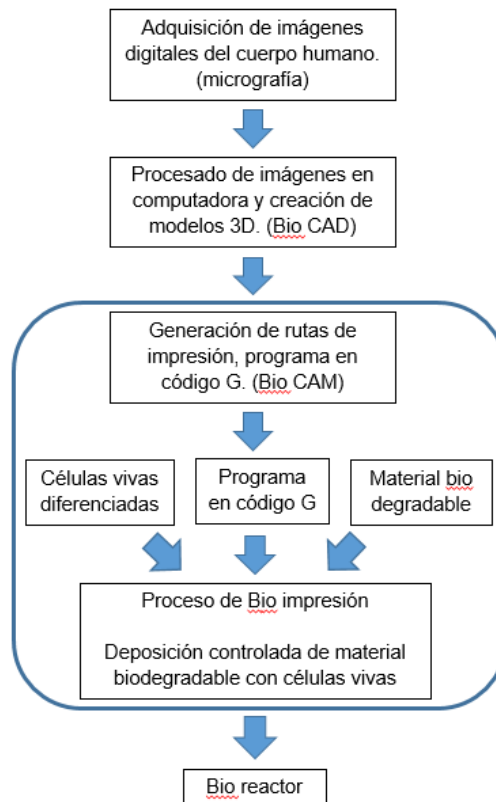 Adquisición de imágenes
digitales del cuerpo humano.
(micrografía)
Procesado de imágenes en
computadora y creación de
modelos 3D. (Bio CAD)
Generación de rutas de
impresión, programa en
código G. (Bio CAM)
Células vivas
diferenciadas
Programa
en código G
Material bio
degradable
Proceso de Bio impresión
Deposición controlada de material
biodegradable con células vivas
Bio reactor